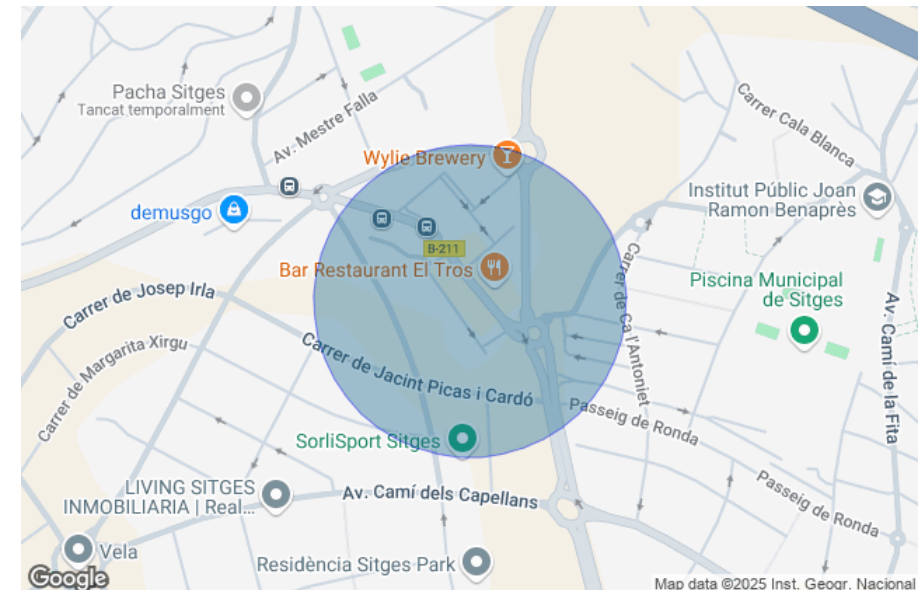 Pacha Sitges
Tancat temporalment
Av. Mestre Falla
Wylie Brewery
Carrer Cala Blanca
Institut Públic Joan
Ramon Benaprès
demusgo
B-211
Bar Restaurant El Tros
Carrer de Ca l'Antoniet
Piscina Municipal
de Sitges
Carrer de Josep Irla
Av. Camí de la Fita
Carrer de Margarita Xirgu
Carrer de Jacint Picas i Cardó
Passeig de Ronda
SorliSport Sitges
LIVING SITGES
INMOBILIARIA | Real...
Av. Camí dels Capellans
Passeig de Ronda
Vela
Residència Sitges Park
Google
Map data ©2025 Inst. Geogr. Nacional